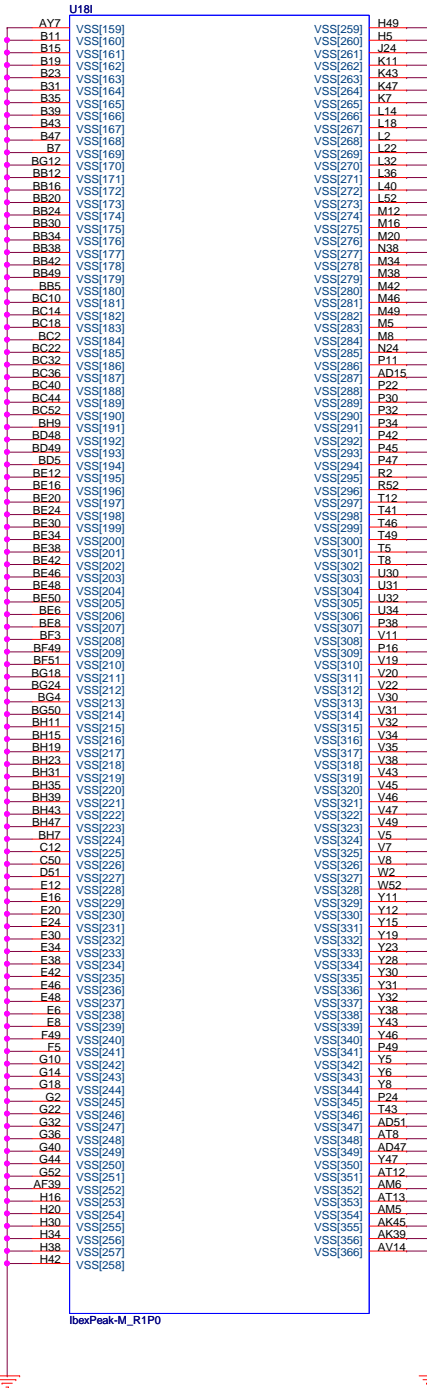 U18I
AY7 VSS[159] VSS[259] H49
B11 VSS[160] VSS[260] H5
B15 VSS[161] VSS[261] J24
B19 VSS[162] VSS[262] K11
B23 VSS[163] VSS[263] K43
B31 VSS[164] VSS[264] K47
B35 VSS[165] VSS[265] K7
B39 VSS[166] VSS[266] L14
B43 VSS[167] VSS[267] L18
B47 VSS[168] VSS[268] L2
B7 VSS[169] VSS[269] L22
BG12 VSS[170] VSS[270] L32
BB12 VSS[171] VSS[271] L36
BB16 VSS[172] VSS[272] L40
BB20 VSS[173] VSS[273] L52
BB24 VSS[174] VSS[274] M12
BB30 VSS[175] VSS[275] M16
BB34 VSS[176] VSS[276] M20
BB38 VSS[177] VSS[277] N38
BB42 VSS[178] VSS[278] M34
BB49 VSS[179] VSS[279] M38
BB5 VSS[180] VSS[280] M42
BC10 VSS[181] VSS[281] M46
BC14 VSS[182] VSS[282] M49
BC18 VSS[183] VSS[283] M5
BC2 VSS[184] VSS[284] M8
BC22 VSS[185] VSS[285] N24
BC32 VSS[186] VSS[286] P11
BC36 VSS[187] VSS[287] AD15
BC40 VSS[188] VSS[288] P22
BC44 VSS[189] VSS[289] P30
BC52 VSS[190] VSS[290] P32
BH9 VSS[191] VSS[291] P34
BD48 VSS[192] VSS[292] P42
BD49 VSS[193] VSS[293] P45
BD5 VSS[194] VSS[294] P47
BE12 VSS[195] VSS[295] R2
BE16 VSS[196] VSS[296] R52
BE20 VSS[197] VSS[297] T12
BE24 VSS[198] VSS[298] T41
BE30 VSS[199] VSS[299] T46
BE34 VSS[200] VSS[300] T49
BE38 VSS[201] VSS[301] T5
BE42 VSS[202] VSS[302] T8
BE46 VSS[203] VSS[303] U30
BE48 VSS[204] VSS[304] U31
BE50 VSS[205] VSS[305] U32
BE6 VSS[206] VSS[306] U34
BE8 VSS[207] VSS[307] P38
BF3 VSS[208] VSS[308] V11
BF49 VSS[209] VSS[309] P16
BF51 VSS[210] VSS[310] V19
BG18 VSS[211] VSS[311] V20
BG24 VSS[212] VSS[312] V22
BG4 VSS[213] VSS[313] V30
BG50 VSS[214] VSS[314] V31
BH11 VSS[215] VSS[315] V32
BH15 VSS[216] VSS[316] V34
BH19 VSS[217] VSS[317] V35
BH23 VSS[218] VSS[318] V38
BH31 VSS[219] VSS[319] V43
BH35 VSS[220] VSS[320] V45
BH39 VSS[221] VSS[321] V46
BH43 VSS[222] VSS[322] V47
BH47 VSS[223] VSS[323] V49
BH7 VSS[224] VSS[324] V5
C12 VSS[225] VSS[325] V7
C50 VSS[226] VSS[326] V8
D51 VSS[227] VSS[327] W2
E12 VSS[228] VSS[328] W52
E16 VSS[229] VSS[329] Y11
E20 VSS[230] VSS[330] Y12
E24 VSS[231] VSS[331] Y15
E30 VSS[232] VSS[332] Y19
E34 VSS[233] VSS[333] Y23
E38 VSS[234] VSS[334] Y28
E42 VSS[235] VSS[335] Y30
E46 VSS[236] VSS[336] Y31
E48 VSS[237] VSS[337] Y32
E6 VSS[238] VSS[338] Y38
E8 VSS[239] VSS[339] Y43
F49 VSS[240] VSS[340] Y46
F5 VSS[241] VSS[341] P49
G10 VSS[242] VSS[342] Y5
G14 VSS[243] VSS[343] Y6
G18 VSS[244] VSS[344] Y8
G2 VSS[245] VSS[345] P24
G22 VSS[246] VSS[346] T43
G32 VSS[247] VSS[347] AD51
G36 VSS[248] VSS[348] AT8
G40 VSS[249] VSS[349] AD47
G44 VSS[250] VSS[350] Y47
G52 VSS[251] VSS[351] AT12
AF39 VSS[252] VSS[352] AM6
H16 VSS[253] VSS[353] AT13
H20 VSS[254] VSS[354] AM5
H30 VSS[255] VSS[355] AK45
H34 VSS[256] VSS[356] AK39
H38 VSS[257] VSS[366] AV14
H42 VSS[258]
IbexPeak-M_R1P0